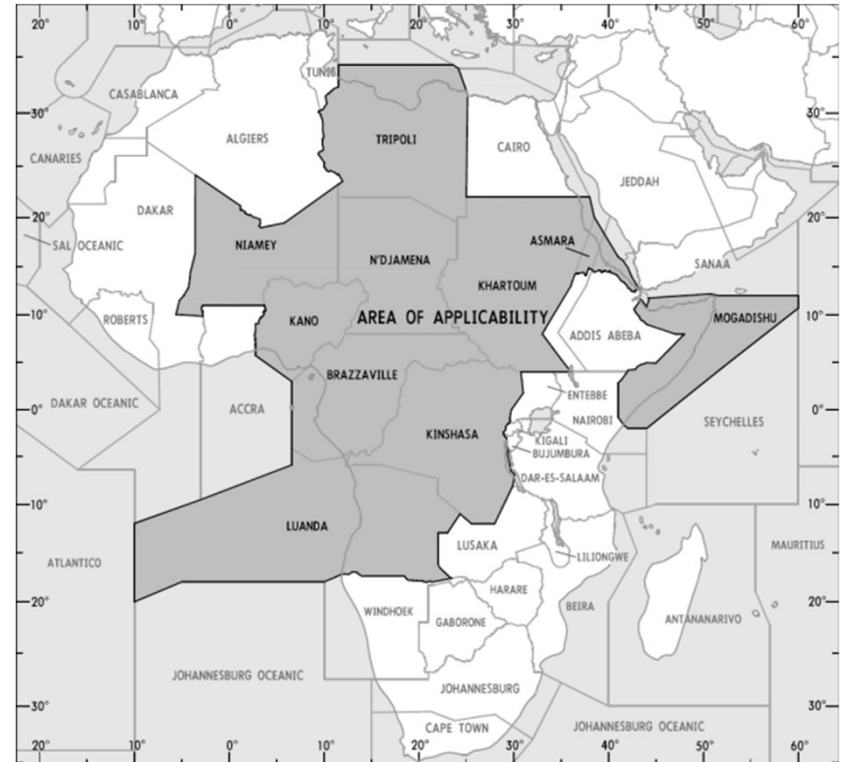 20° 10° 0° 10° 20° 30° 40° 50° 60°
TUNIS
CASABLANCA
30° 30°
ALGIERS TRIPOLI CAIRO
CANARIES
JEDDAH
DAKAR
20° 20°
SAL OCEANIC NIAMEY ASMARA
N'DJAMENA SANAA
KHARTOUM
10° ROBERTS KANO AREA OF APPLICABILITY MOGADISHU 10°
ADDIS ABEBA
BRAZZAVILLE
DAKAR OCEANIC ENTEBBE
0° ACCRA NAIROBI SEYCHELLES 0°
KINSHASA KIGALI
BUJUMBURA
DAR-ES-SALAAM
10° 10°
LUANDA
LUSAKA MAURITIUS
ATLANTICO LILIONGWE
HARARE
20° WINDHOEK BEIRA 20°
GABORONE ANTANANARIVO
JOHANNESBURG OCEANIC JOHANNESBURG
30° 30°
CAPE TOWN JOHANNESBURG OCEANIC
20° 10° 0° 10° 20° 30° 40° 50° 60°